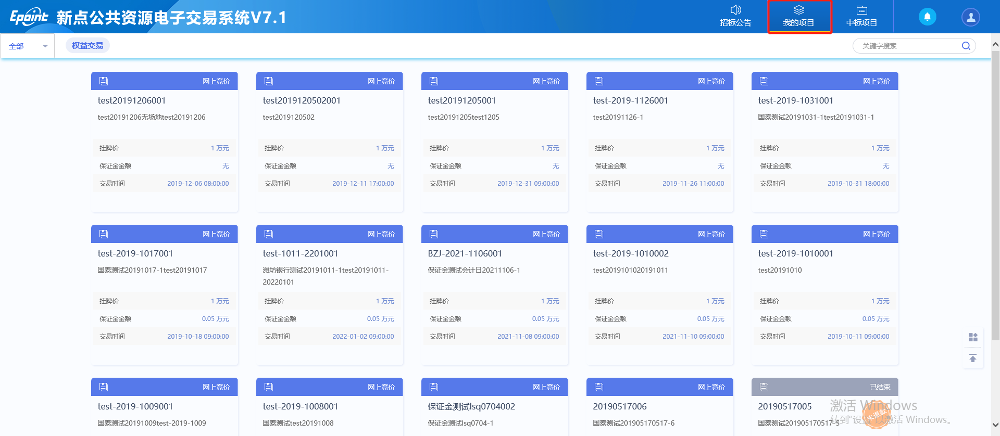 Epoint 新点公共资源电子交易系统V7.1
招标公告
我的项目
中标项目
全部
权益交易
关键字搜索
网上竞价
test20191206001
test20191206无场地test20191206
挂牌价 1 万元
保证金金额 无
交易时间 2019-12-06 08:00:00
网上竞价
test2019120502001
test2019120502
挂牌价 1 万元
保证金金额 无
交易时间 2019-12-11 17:00:00
网上竞价
test20191205001
test20191205test1205
挂牌价 1 万元
保证金金额 无
交易时间 2019-12-31 09:00:00
网上竞价
test-2019-1126001
test20191126-1
挂牌价 1 万元
保证金金额 无
交易时间 2019-11-26 11:00:00
网上竞价
test-2019-1031001
国泰测试20191031-1test20191031-1
挂牌价 1 万元
保证金金额 无
交易时间 2019-10-31 18:00:00
网上竞价
test-2019-1017001
国泰测试20191017-1test20191017
挂牌价 1 万元
保证金金额 0.05 万元
交易时间 2019-10-18 09:00:00
网上竞价
test-1011-2201001
潍坊银行测试20191011-1test20191011-
20220101
挂牌价 1 万元
保证金金额 0.05 万元
交易时间 2022-01-02 09:00:00
网上竞价
BZJ-2021-1106001
保证金测试会计日20211106-1
挂牌价 1 万元
保证金金额 0.05 万元
交易时间 2021-11-08 09:00:00
网上竞价
test-2019-1010002
test2019101020191011
挂牌价 1 万元
保证金金额 0.05 万元
交易时间 2021-11-10 09:00:00
网上竞价
test-2019-1010001
test20191010
挂牌价 1 万元
保证金金额 0.05 万元
交易时间 2019-10-11 09:00:00
网上竞价
test-2019-1009001
国泰测试20191009test-2019-1009
网上竞价
test-2019-1008001
国泰测试test20191008
网上竞价
保证金测试lsq0704002
保证金测试lsq0704-1
网上竞价
20190517006
国泰测试201905170517-6
已结束
20190517005
国泰测试201905170517-5
激活 Windows
转到"设置"以激活 Windows。